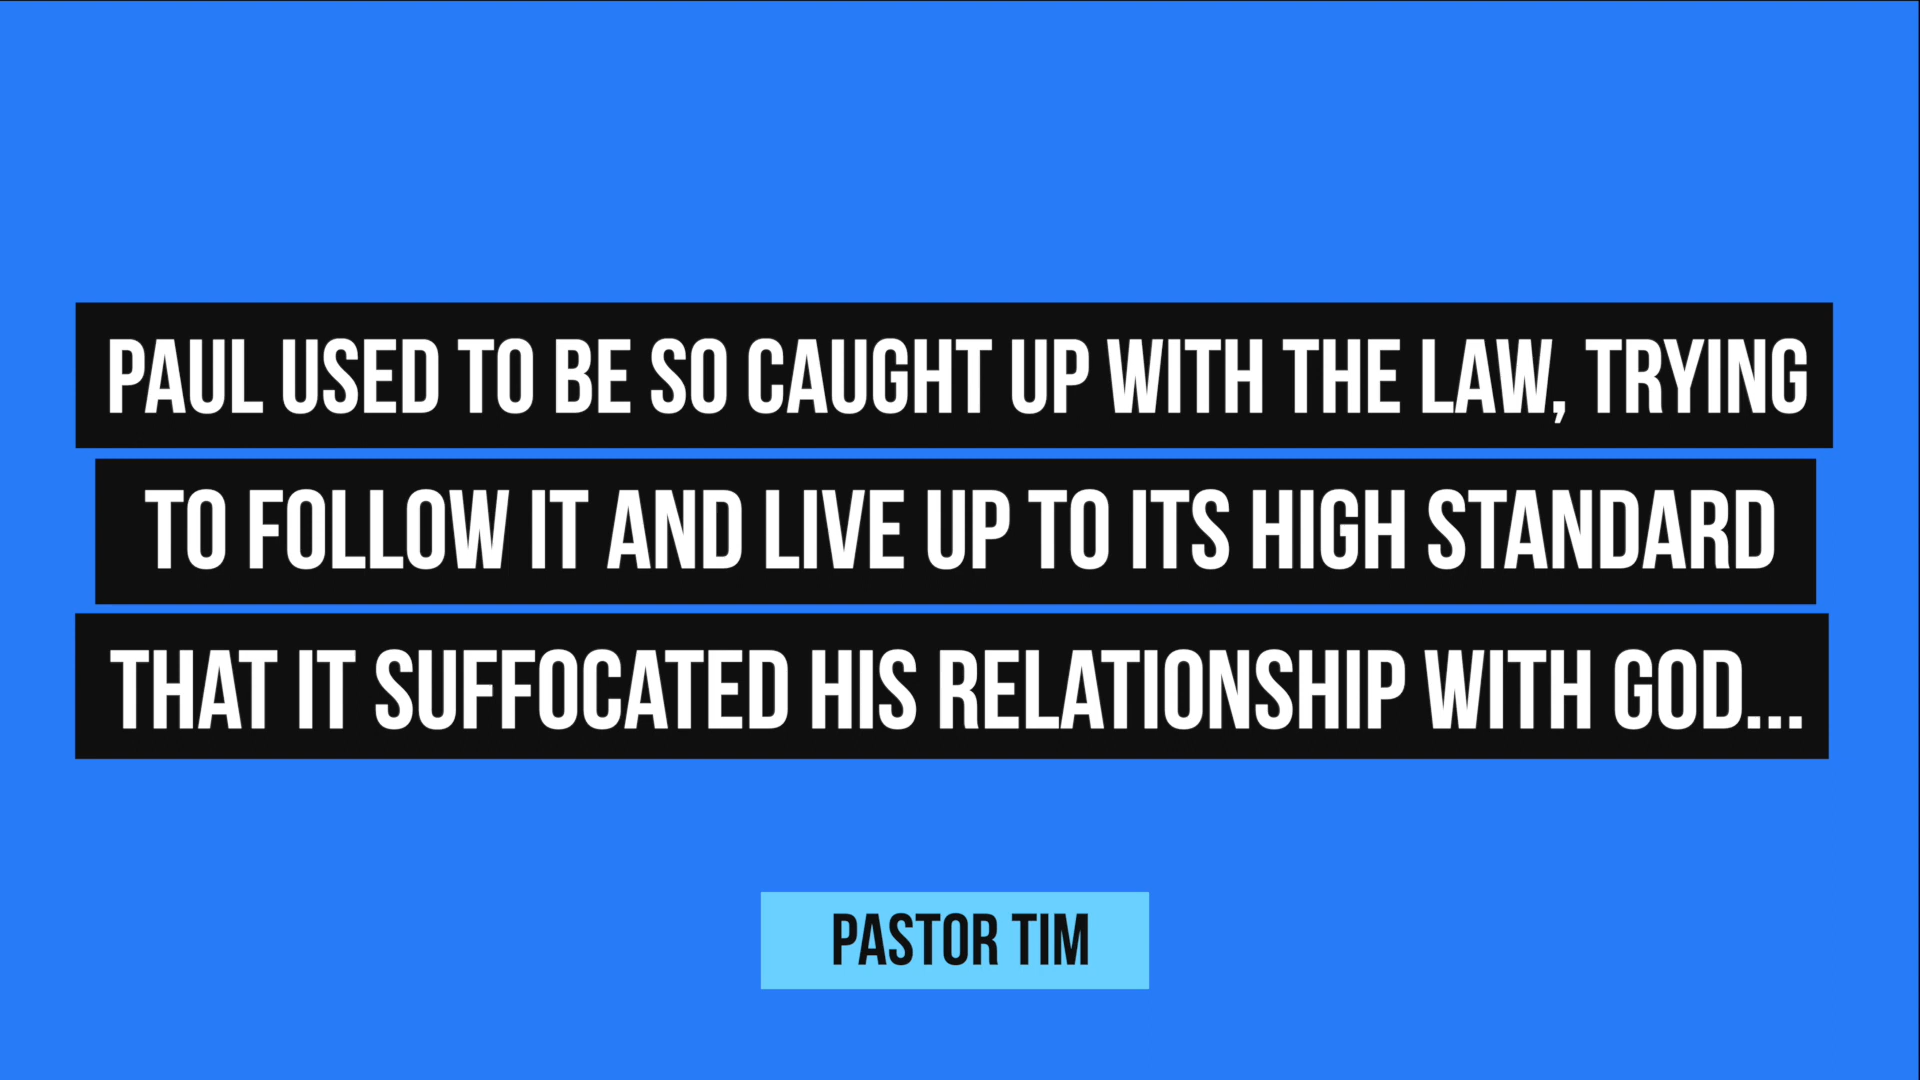 PAUL USED TO BE SO CAUGHT UP WITH THE LAW, TRYING
TO FOLLOW IT AND LIVE UP TO ITS HIGH STANDARD
THAT IT SUFFOCATED HIS RELATIONSHIP WITH GOD...
PASTOR TIM